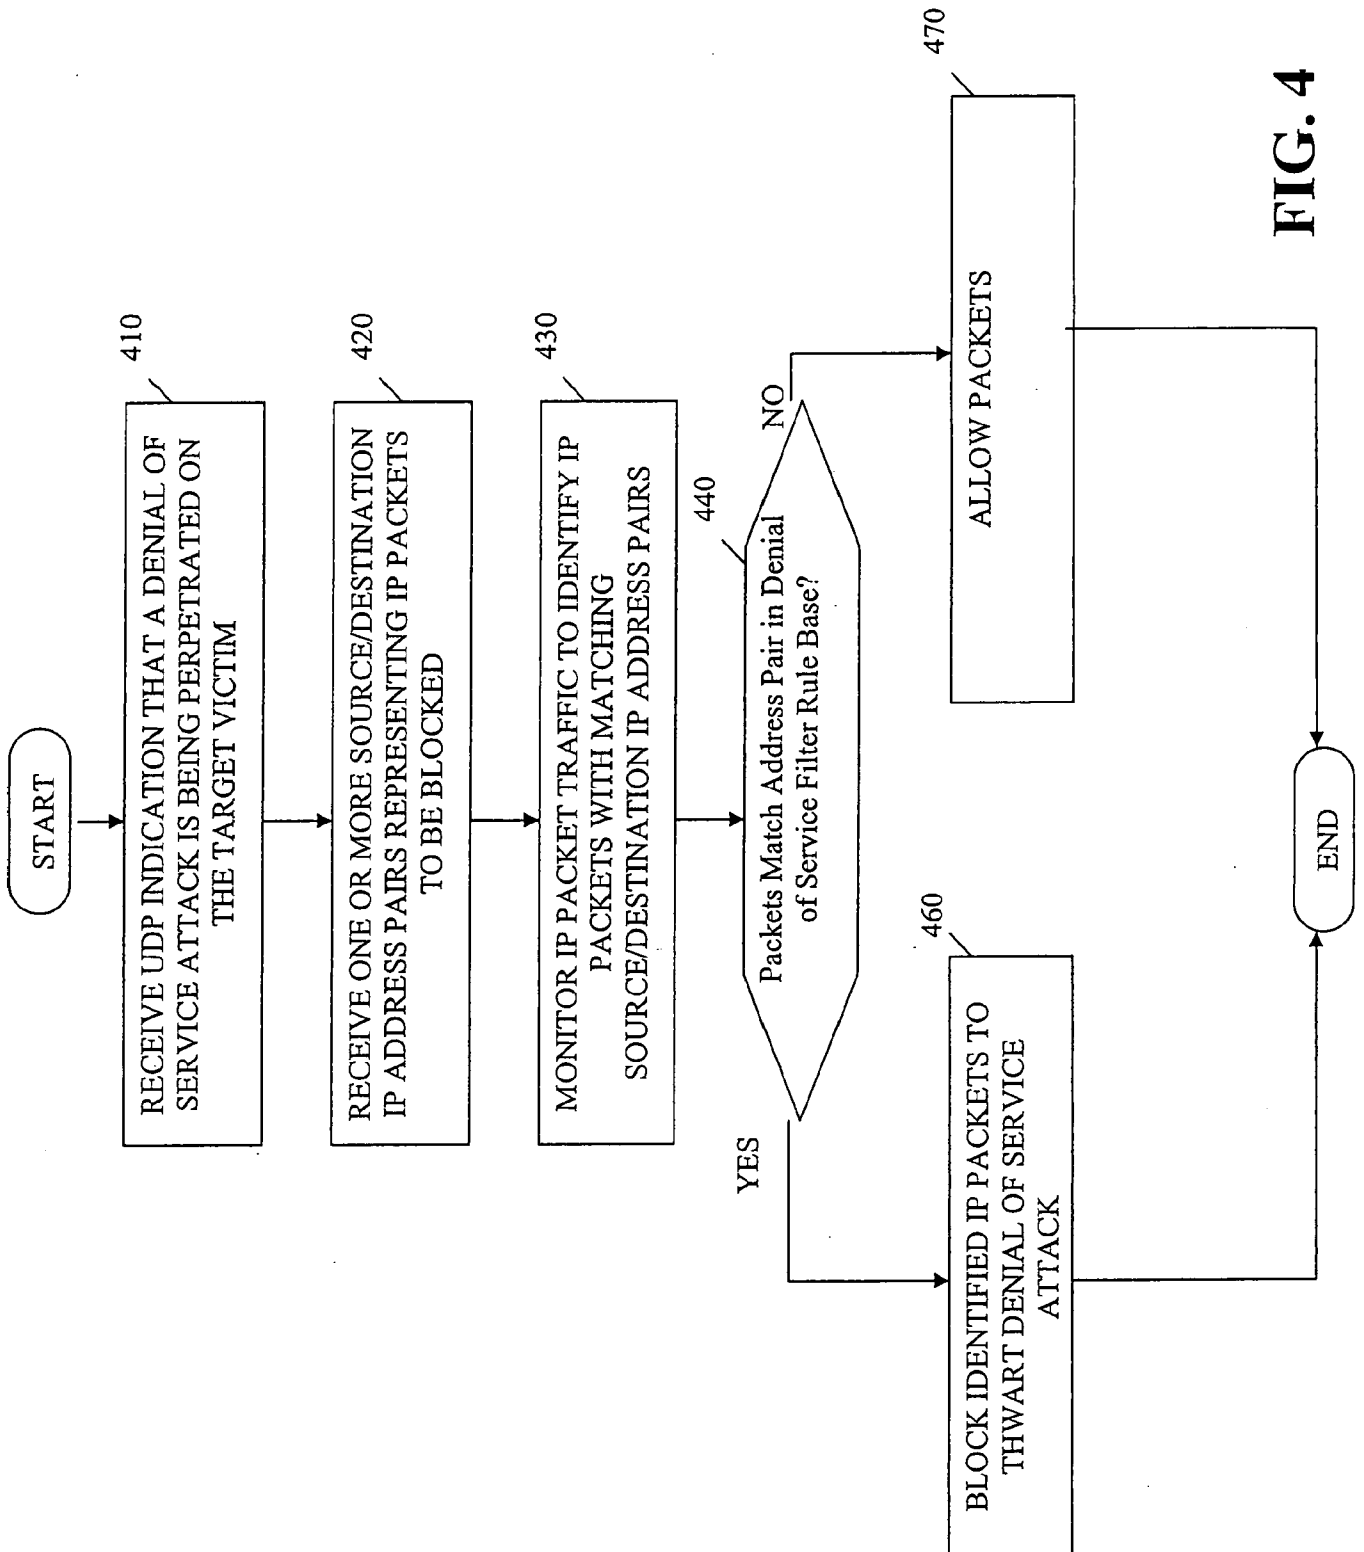 START
410
RECEIVE UDP INDICATION THAT A DENIAL OF
SERVICE ATTACK IS BEING PERPETRATED ON
THE TARGET VICTIM
420
RECEIVE ONE OR MORE SOURCE/DESTINATION
IP ADDRESS PAIRS REPRESENTING IP PACKETS
TO BE BLOCKED
430
MONITOR IP PACKET TRAFFIC TO IDENTIFY IP
PACKETS WITH MATCHING
SOURCE/DESTINATION IP ADDRESS PAIRS
440
Packets Match Address Pair in Denial
of Service Filter Rule Base?
YES
NO
460
BLOCK IDENTIFIED IP PACKETS TO
THWART DENIAL OF SERVICE
ATTACK
470
ALLOW PACKETS
END
FIG. 4